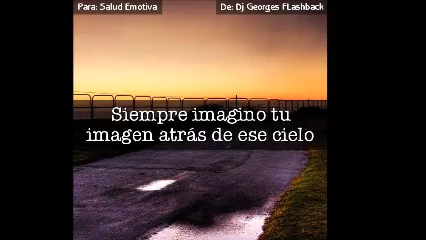 Para: Salud Emotiva
De: Dj Georges FLashback
Siempre imagino tu
imagen atrás de ese cielo